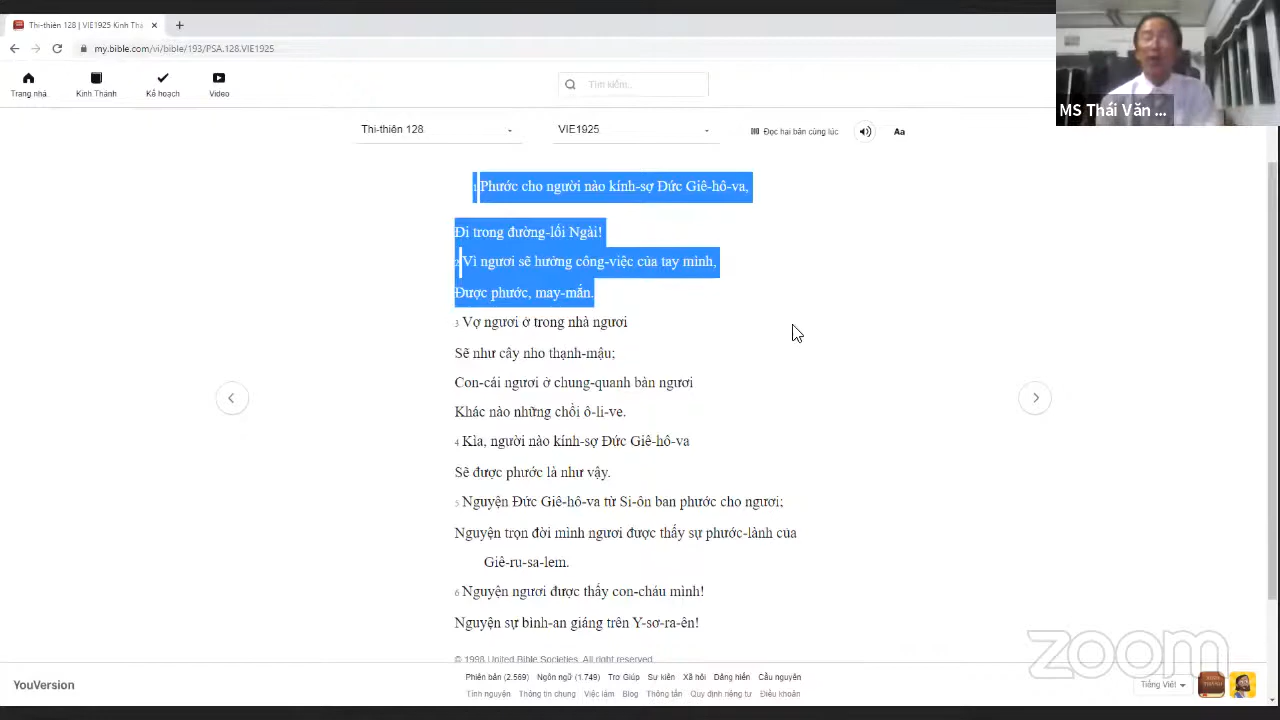 Thi-thiên 128 | VIE1925 Kinh Thá
my.bible.com/vi/bible/193/PSA.128.VIE1925
Trang nhà.
Kinh Thánh
Kế hoạch
Video
Tìm kiếm..
MS Thái Văn ...
Thi-thiên 128
VIE1925
Đọc hai bản cùng lúc
Aa
1 Phước cho người nào kính-sợ Đức Giê-hô-va,
Đi trong đường-lối Ngài!
2 Vì ngươi sẽ hưởng công-việc của tay mình,
Được phước, may-mắn.
3 Vợ ngươi ở trong nhà ngươi
Sẽ như cây nho thạnh-mậu;
Con-cái ngươi ở chung-quanh bàn ngươi
Khác nào những chồi ô-li-ve.
4 Kìa, người nào kính-sợ Đức Giê-hô-va
Sẽ được phước là như vậy.
5 Nguyện Đức Giê-hô-va từ Si-ôn ban phước cho ngươi;
Nguyện trọn đời mình ngươi được thấy sự phước-lành của
Giê-ru-sa-lem.
6 Nguyện ngươi được thấy con-cháu mình!
Nguyện sự bình-an giáng trên Y-sơ-ra-ên!
zoom
© 1998 United Bible Societies. All right reserved
YouVersion
Phiên bản (2.569) Ngôn ngữ (1.749) Trợ Giúp Sự kiện Xã hội Dâng hiến Cầu nguyện
Tình nguyện Thông tin chung Việc làm Blog Thông tấn Quy định riêng tư Điều khoản
Tiếng Việt